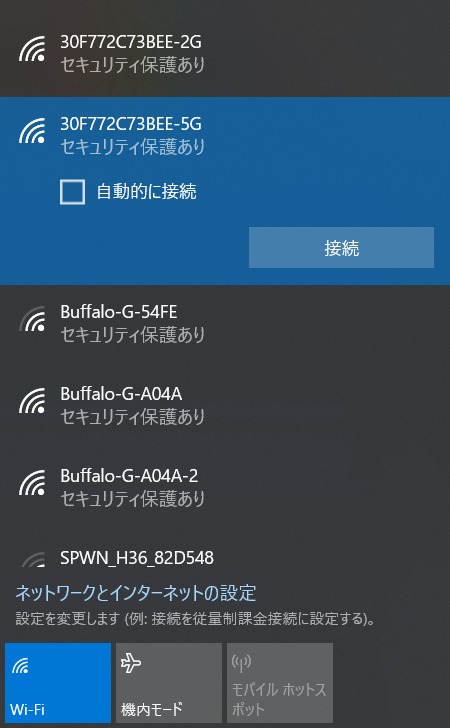 30F772C73BEE-2G
セキュリティ保護あり
30F772C73BEE-5G
セキュリティ保護あり
自動的に接続
接続
Buffalo-G-54FE
セキュリティ保護あり
Buffalo-G-A04A
セキュリティ保護あり
Buffalo-G-A04A-2
セキュリティ保護あり
SPWN_H36_82D548
ネットワークとインターネットの設定
設定を変更します (例: 接続を従量制課金接続に設定する)。
Wi-Fi
機内モード
モバイル ホットス
ポット